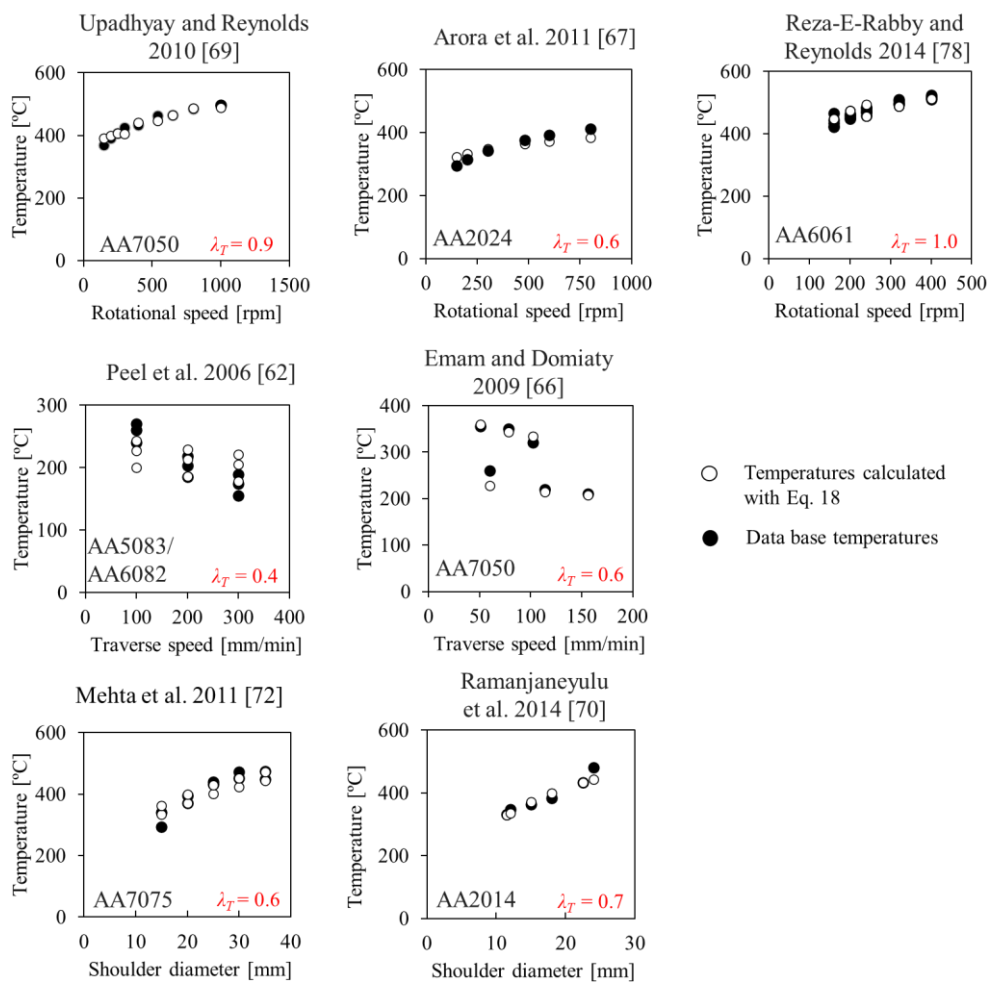 Upadhyay and Reynolds
2010 [69]
Temperature [ºC]
600
400
200
0
0 500 1000 1500
AA7050 λT = 0.9
Rotational speed [rpm]
Arora et al. 2011 [67]
Temperature [ºC]
600
400
200
0
0 250 500 750 1000
AA2024 λT = 0.6
Rotational speed [rpm]
Reza-E-Rabby and
Reynolds 2014 [78]
Temperature [ºC]
600
400
200
0
0 100 200 300 400 500
AA6061 λT = 1.0
Rotational speed [rpm]
Peel et al. 2006 [62]
Temperature [ºC]
300
200
100
0
0 100 200 300 400
AA5083/
AA6082 λT = 0.4
Traverse speed [mm/min]
Emam and Domiaty
2009 [66]
Temperature [ºC]
400
300
200
100
0
0 50 100 150 200
AA7050 λT = 0.6
Traverse speed [mm/min]
Temperatures calculated
with Eq. 18
Data base temperatures
Mehta et al. 2011 [72]
Temperature [ºC]
600
400
200
0
0 10 20 30 40
AA7075 λT = 0.6
Shoulder diameter [mm]
Ramanjaneyulu
et al. 2014 [70]
Temperature [ºC]
600
400
200
0
0 10 20 30
AA2014 λT = 0.7
Shoulder diameter [mm]